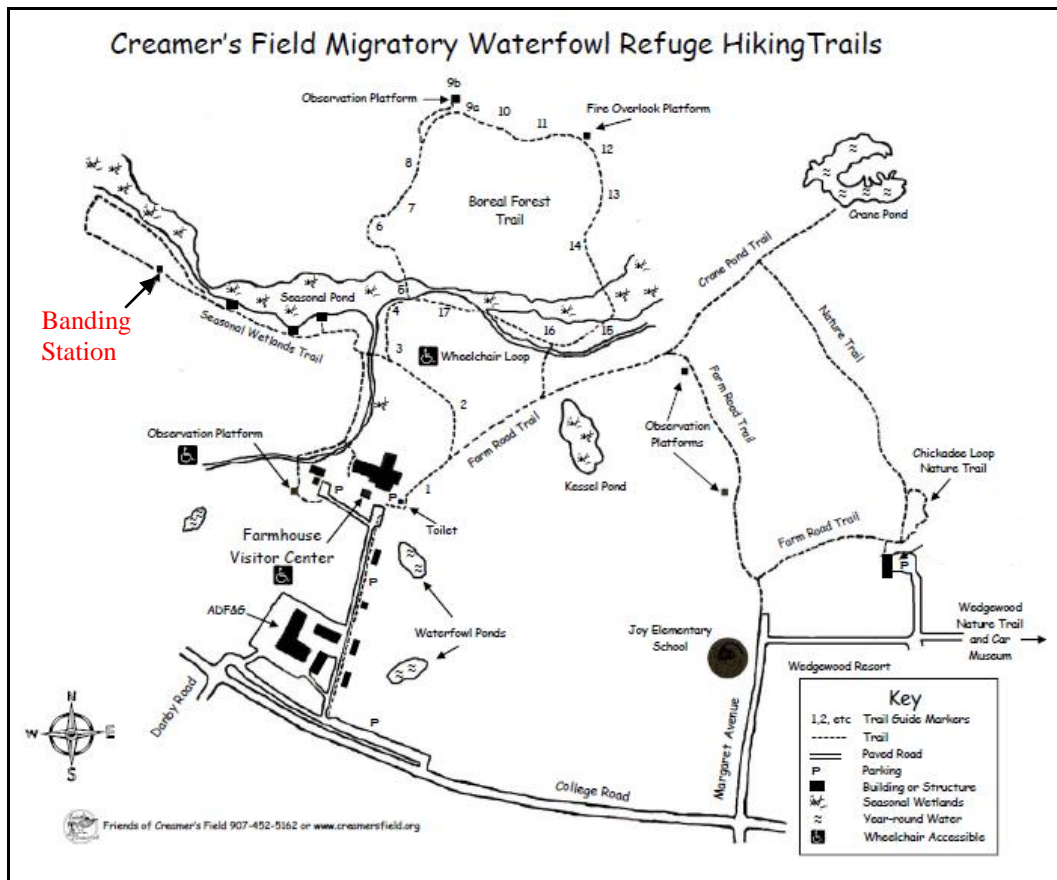 Creamer's Field Migratory Waterfowl Refuge HikingTrails
9b
Observation Platform
9a
10
11
Fire Overlook Platform
12
8
13
7
Boreal Forest
Trail
6
14
Crane Pond
Crane Pond Trail
Nature Trail
Banding
Station
Seasonal Pond
Seasonal Wetlands Trail
5
4
17
16
15
3
Wheelchair Loop
2
Farm Road Trail
Farm Road Trail
Observation
Platforms
Kessel Pond
Observation Platform
Chickadee Loop
Nature Trail
P
P
1
Toilet
Farm Road Trail
P
Farmhouse
Visitor Center
P
ADF&G
Waterfowl Ponds
Joy Elementary
School
Wedgewood
Nature Trail
and Car
Museum
Wedgewood Resort
Danby Road
P
College Road
Margaret Avenue
N
W
E
S
Key
1,2, etc Trail Guide Markers
Trail
Paved Road
P Parking
Building or Structure
Seasonal Wetlands
Year-round Water
Wheelchair Accessible
Friends of Creamer's Field 907-452-5162 or www.creamersfield.org